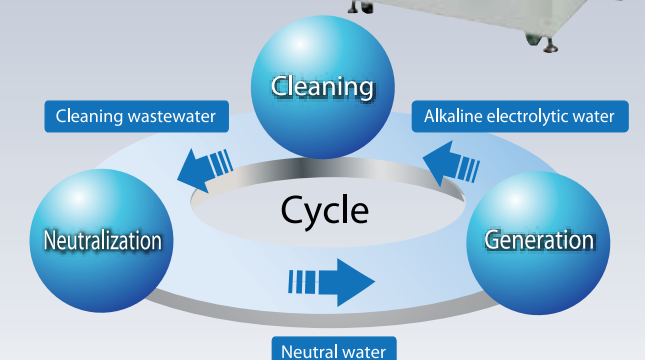 Cleaning
Cleaning wastewater
Alkaline electrolytic water
Cycle
Neutralization
Generation
Neutral water